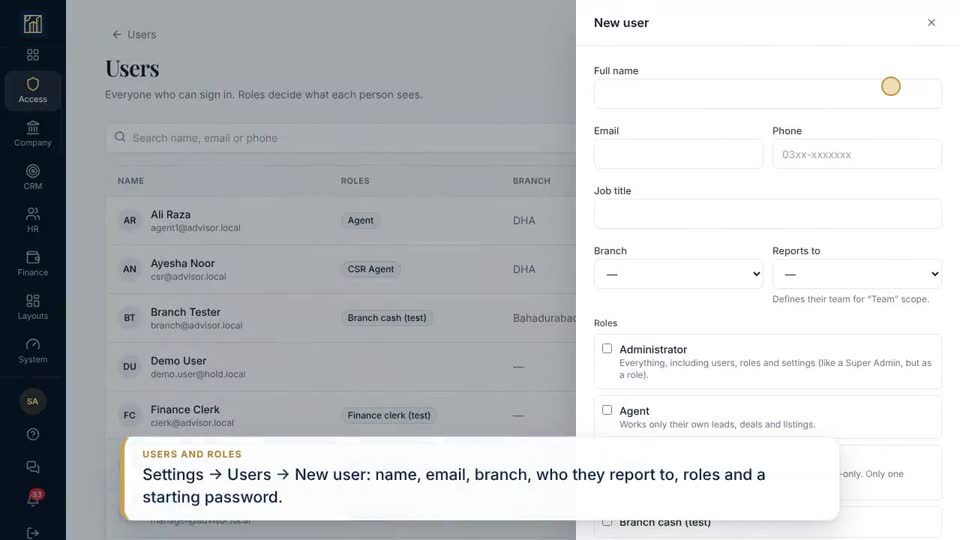 Access
Company
CRM
HR
Finance
Layouts
System
SA
33
← Users
Users
Everyone who can sign in. Roles decide what each person sees.
Search name, email or phone
NAME ROLES BRANCH
AR Ali Raza Agent DHA
agent1@advisor.local
AN Ayesha Noor CSR Agent DHA
csr@advisor.local
BT Branch Tester Branch cash (test) Bahadurabad
branch@advisor.local
DU Demo User —
demo.user@hold.local
FC Finance Clerk Finance clerk (test) —
clerk@advisor.local
manager@advisor.local
New user ×
Full name
Email Phone
03xx-xxxxxxx
Job title
Branch Reports to
— —
Defines their team for “Team” scope.
Roles
Administrator
Everything, including users, roles and settings (like a Super Admin, but as
a role).
Agent
Works only their own leads, deals and listings.
-only. Only one
Branch cash (test)
USERS AND ROLES
Settings → Users → New user: name, email, branch, who they report to, roles and a
starting password.